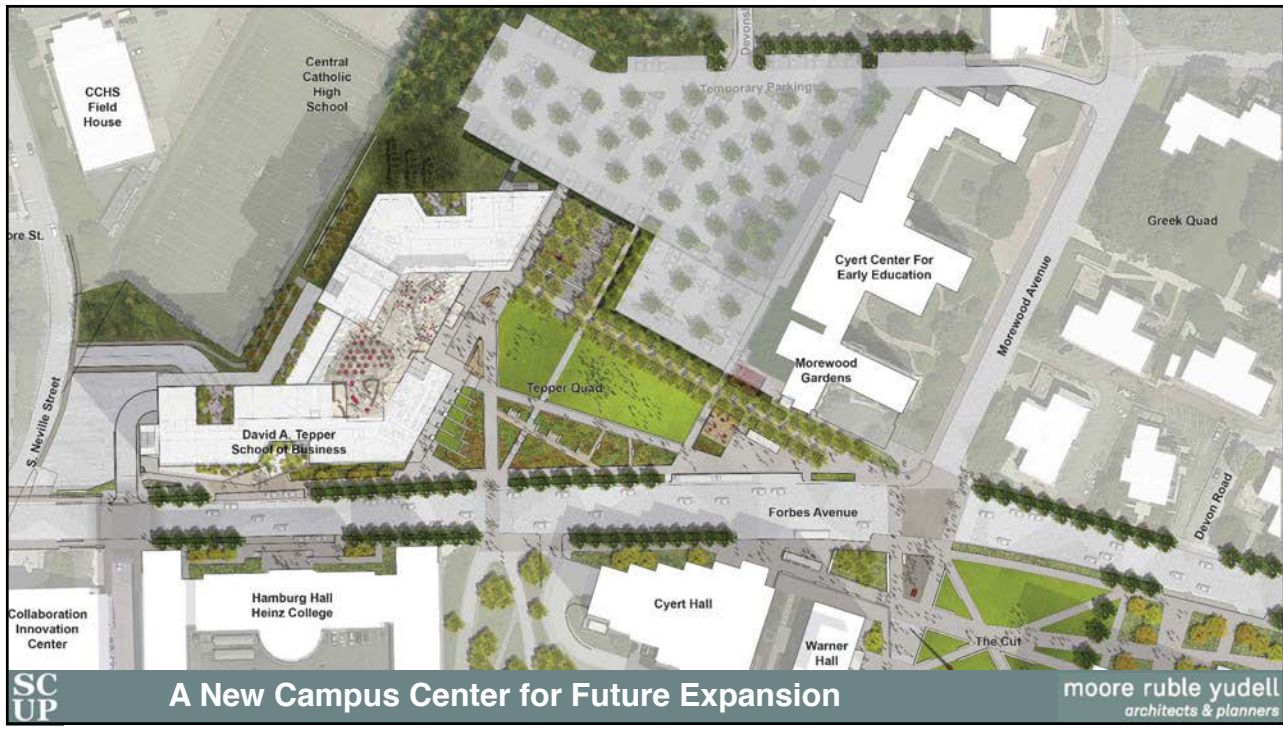 CCHS
Field
House
Central
Catholic
High
School
Devonsh
Temporary Parking
Greek Quad
ore St.
Cyert Center For
Early Education
Morewood Avenue
Morewood
Gardens
Tepper Quad
S. Neville Street
David A. Tepper
School of Business
Forbes Avenue
Devon Road
Hamburg Hall
Heinz College
Collaboration
Innovation
Center
Cyert Hall
Warner
Hall
The Cut
SC
UP
A New Campus Center for Future Expansion
moore ruble yudell
architects & planners